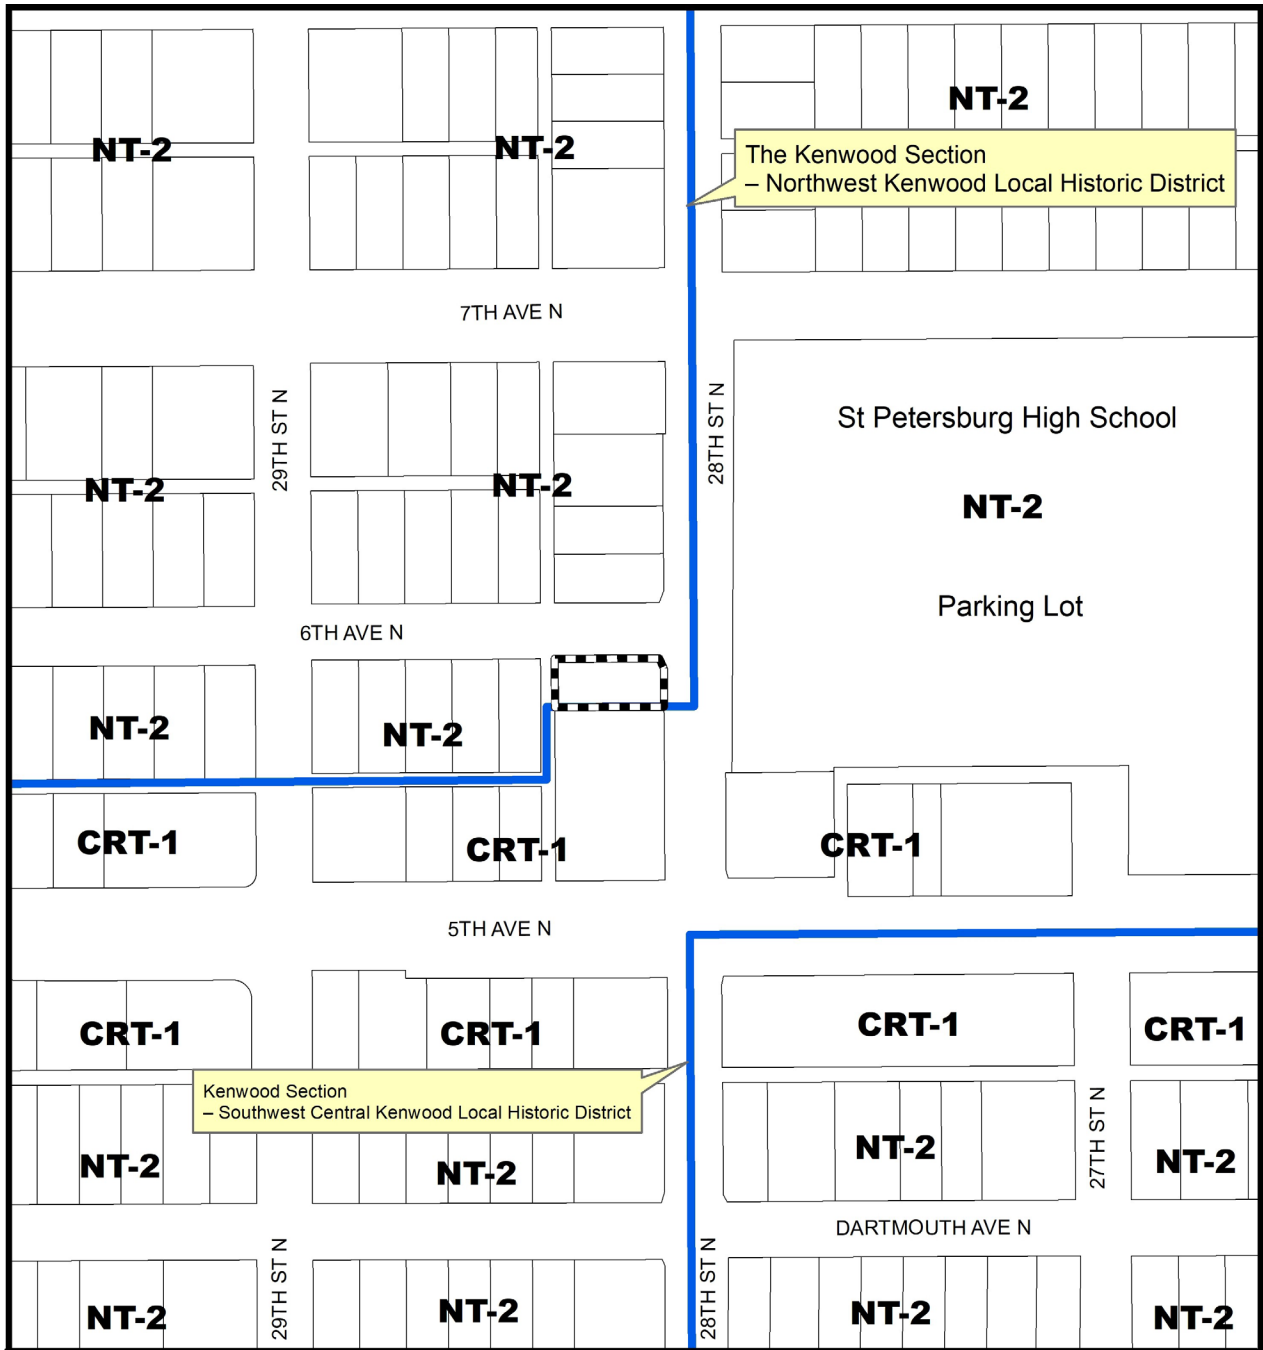 NT-2
NT-2
NT-2
The Kenwood Section
– Northwest Kenwood Local Historic District
7TH AVE N
29TH ST N
28TH ST N
St Petersburg High School
NT-2
NT-2
NT-2
Parking Lot
6TH AVE N
NT-2
NT-2
CRT-1
CRT-1
CRT-1
5TH AVE N
CRT-1
CRT-1
CRT-1
CRT-1
Kenwood Section
– Southwest Central Kenwood Local Historic District
27TH ST N
NT-2
NT-2
NT-2
NT-2
DARTMOUTH AVE N
29TH ST N
28TH ST N
NT-2
NT-2
NT-2
NT-2